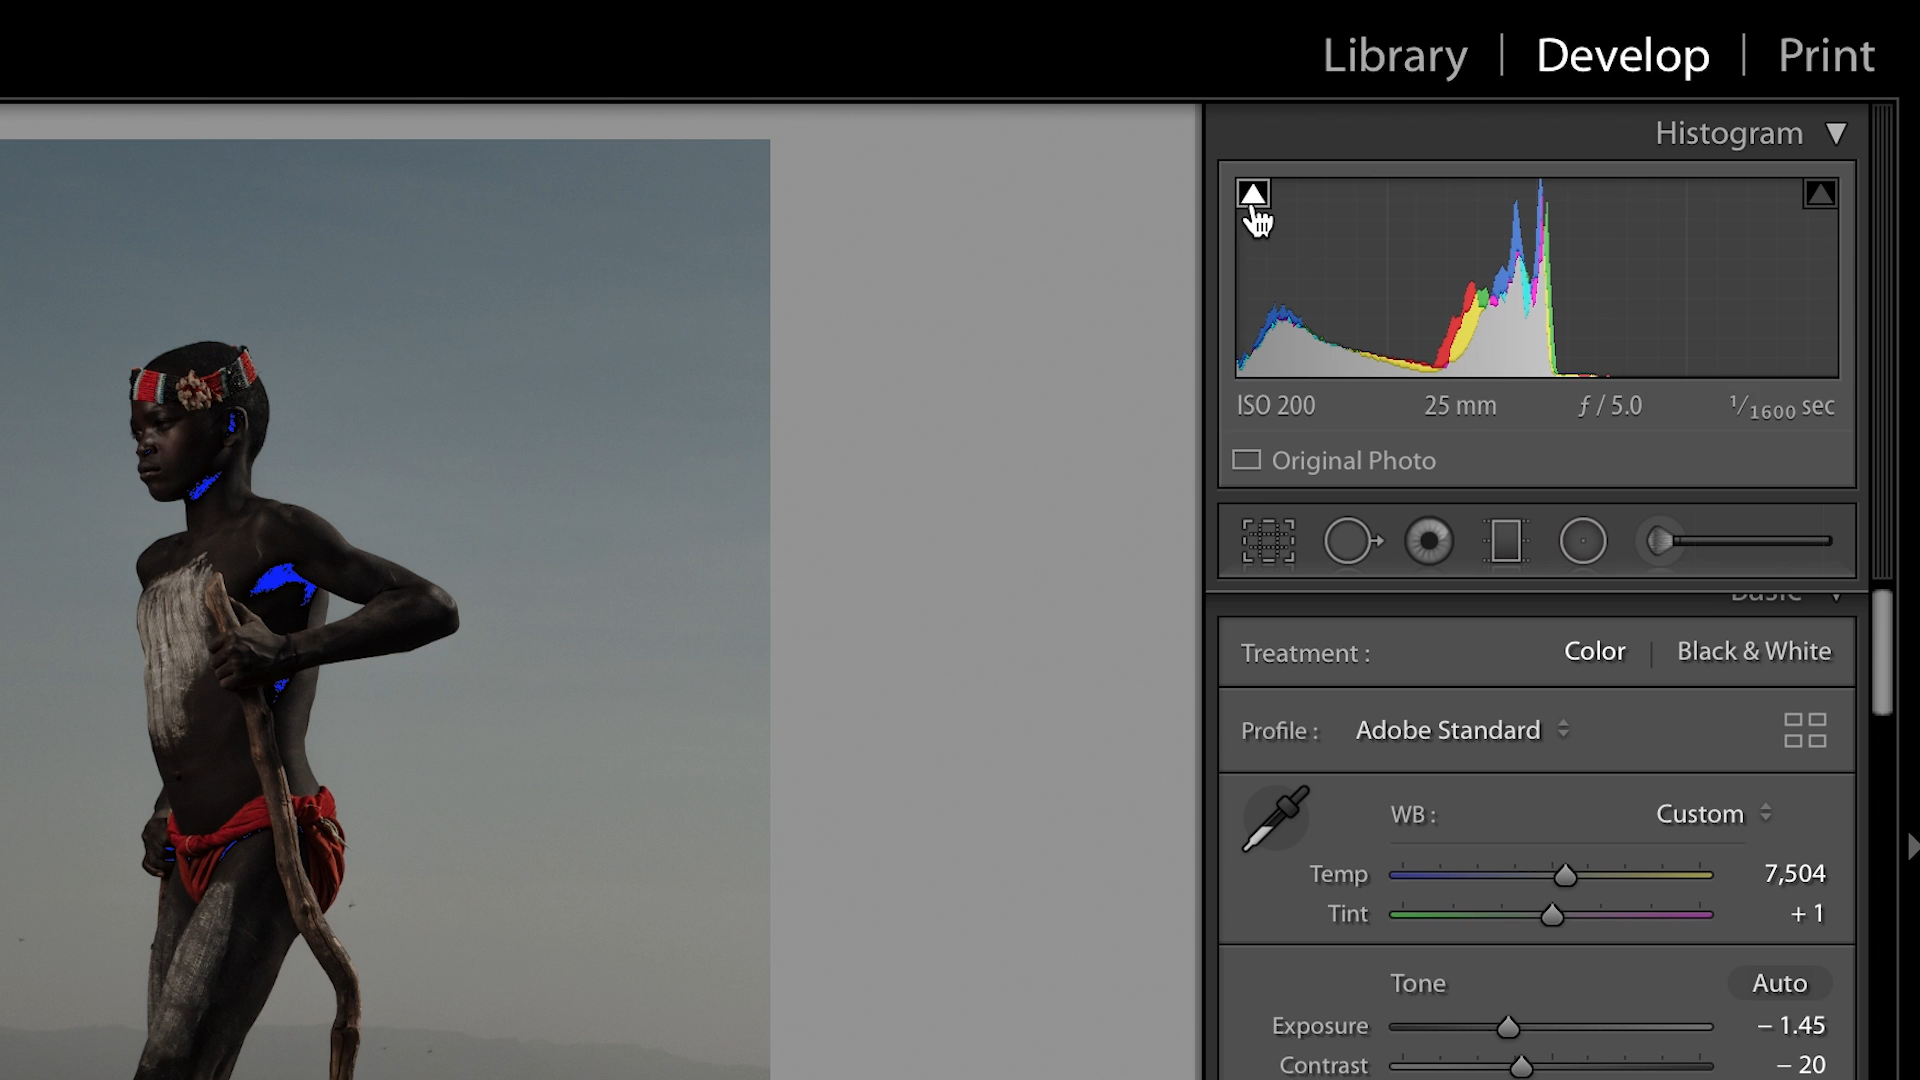 Library | Develop | Print
Histogram
ISO 200 25 mm ƒ / 5.0 1/1600 sec
Original Photo
Basic
Treatment : Color | Black & White
Profile : Adobe Standard
WB : Custom
Temp 7,504
Tint + 1
Tone Auto
Exposure – 1.45
Contrast – 20